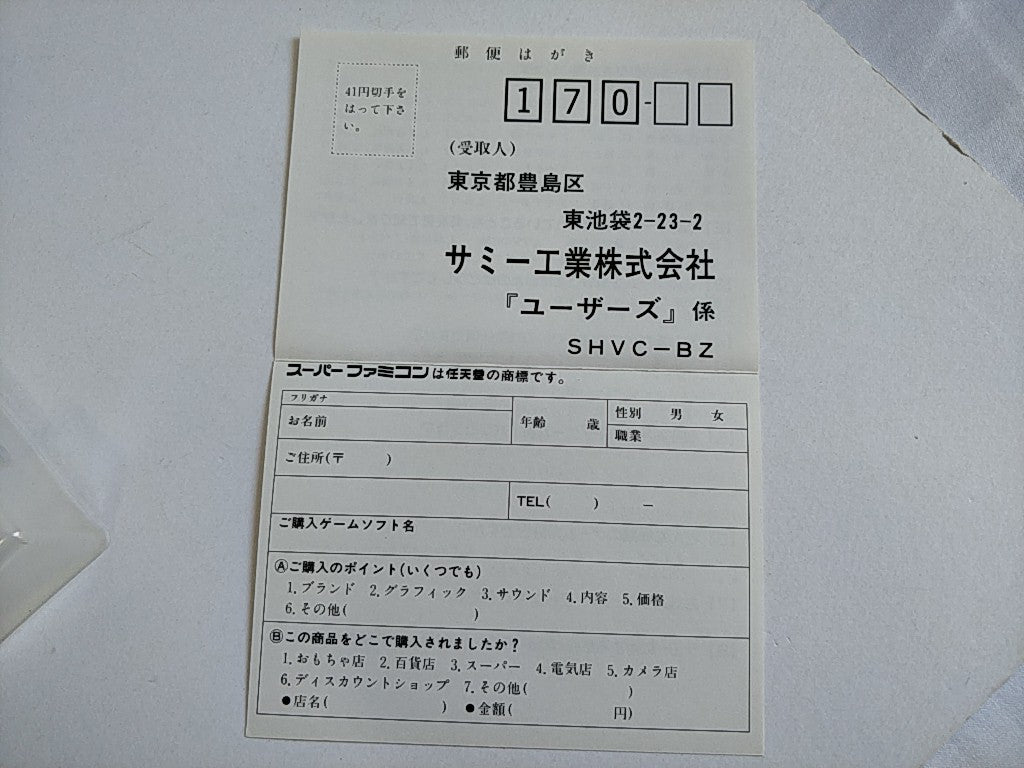 郵便はがき
41円切手を
はって下さ
い。
170-
(受取人)
東京都豊島区
東池袋2-23-2
サミー工業株式会社
『ユーザーズ』係
SHVC-BZ
スーパーファミコンは任天堂の商標です。
フリガナ
お名前
年齢 歳
性別 男 女
職業
ご住所(〒 )
TEL( ) -
ご購入ゲームソフト名
Ⓐご購入のポイント(いくつでも)
1.ブランド 2.グラフィック 3.サウンド 4.内容 5.価格
6.その他( )
Ⓑこの商品をどこで購入されましたか?
1.おもちゃ店 2.百貨店 3.スーパー 4.電気店 5.カメラ店
6.ディスカウントショップ 7.その他( )
●店名( ) ●金額( 円)